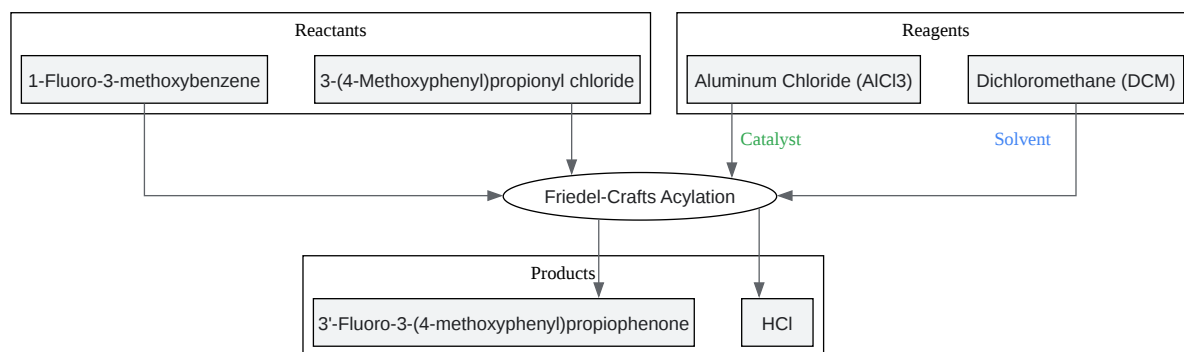 Reactants
Reagents
1-Fluoro-3-methoxybenzene
3-(4-Methoxyphenyl)propionyl chloride
Aluminum Chloride (AlCl3)
Dichloromethane (DCM)
Catalyst
Solvent
Friedel-Crafts Acylation
Products
3'-Fluoro-3-(4-methoxyphenyl)propiophenone
HCl